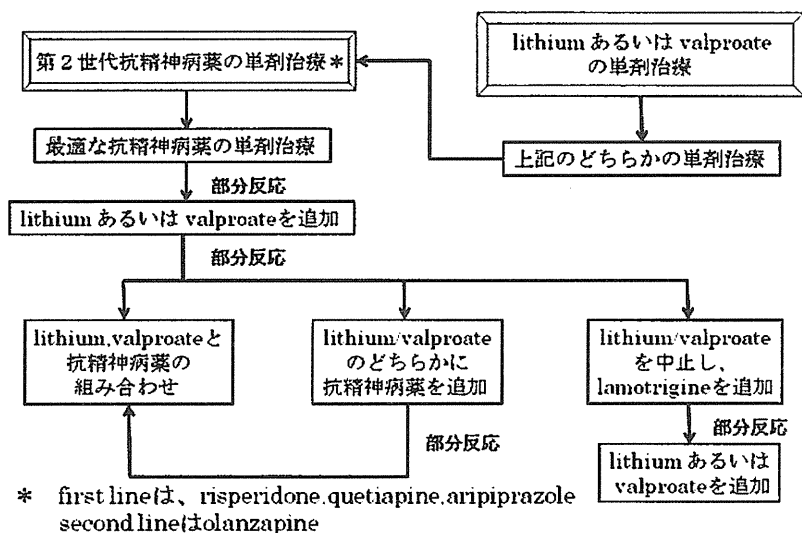 第2世代抗精神病薬の単剤治療*
lithium あるいは valproate
の単剤治療
最適な抗精神病薬の単剤治療
上記のどちらかの単剤治療
部分反応
lithium あるいは valproateを追加
部分反応
lithium,valproateと
抗精神病薬の
組み合わせ
lithium/valproate
のどちらかに
抗精神病薬を追加
lithium/valproate
を中止し、
lamotrigineを追加
部分反応
部分反応
lithium あるいは
valproateを追加
* first lineは、risperidone,quetiapine,aripiprazole
second lineはolanzapine